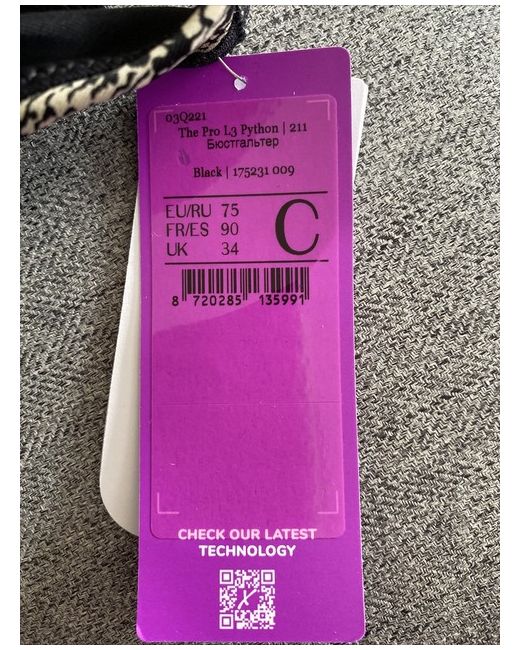 03Q221
The Pro L3 Python | 211
Бюстгальтер
Black | 175231 009
EU/RU 75
FR/ES 90
UK 34
C
8 720285 135991
CHECK OUR LATEST
TECHNOLOGY